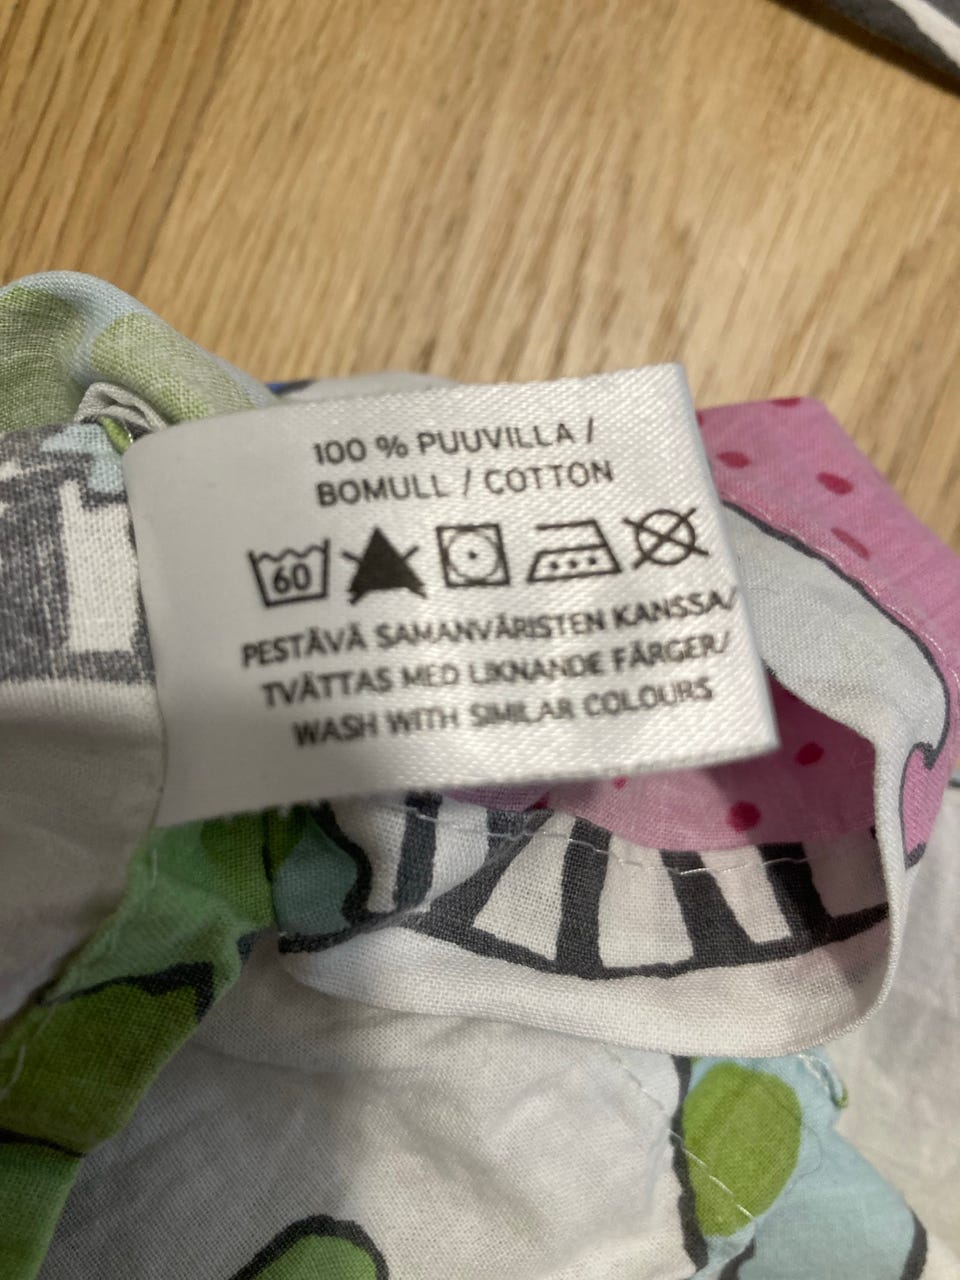 100 % PUUVILLA /
BOMULL / COTTON
60
PESTÄVÄ SAMANVÄRISTEN KANSSA/
TVÄTTAS MED LIKNANDE FÄRGER/
WASH WITH SIMILAR COLOURS